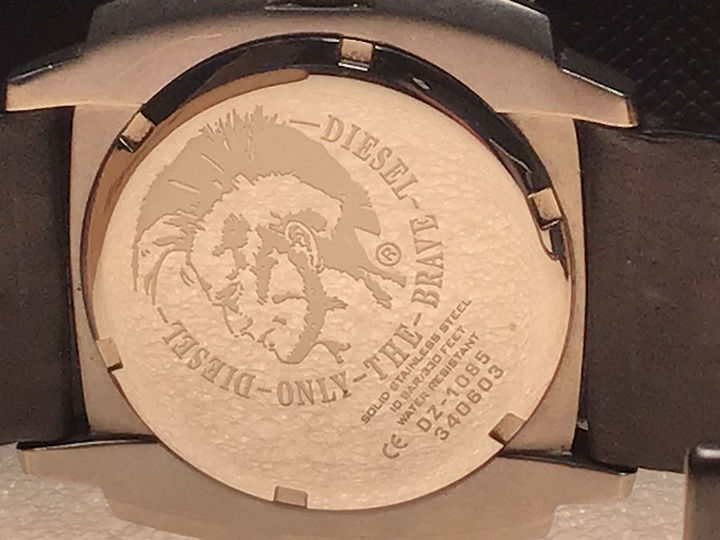 DIESEL-ONLY-THE-BRAVE-DIESEL-
®
SOLID STAINLESS STEEL
10 BAR/330 FEET
WATER RESISTANT
CE DZ-1085
340603